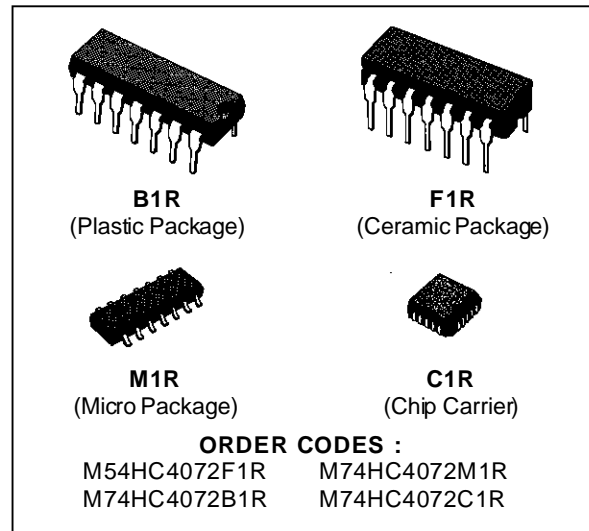 B1R
(Plastic Package)
F1R
(Ceramic Package)
M1R
(Micro Package)
C1R
(Chip Carrier)
ORDER CODES :
M54HC4072F1R M74HC4072M1R
M74HC4072B1R M74HC4072C1R